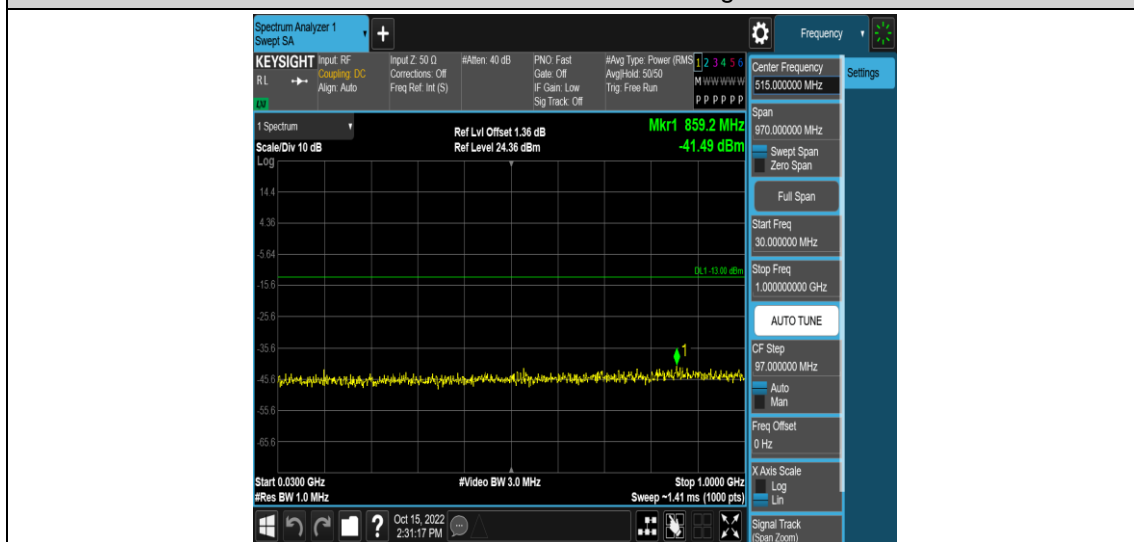 Spectrum Analyzer 1
Swept SA
+
Frequency
KEYSIGHT
RL
LW
Input: RF
Coupling: DC
Align: Auto
Input Z: 50 Ω
Corrections: Off
Freq Ref: Int (S)
#Atten: 40 dB
PNO: Fast
Gate: Off
IF Gain: Low
Sig Track: Off
#Avg Type: Power (RMS
Avg|Hold: 50/50
Trig: Free Run
1 2 3 4 5 6
M W W W W W
P P P P P P
1 Spectrum
Scale/Div 10 dB
Ref Lvl Offset 1.36 dB
Ref Level 24.36 dBm
Mkr1 859.2 MHz
-41.49 dBm
Log
14.4
4.36
-5.64
DL1 -13.00 dBm
-15.6
-25.6
-35.6
1
-45.6
-55.6
-65.6
Start 0.0300 GHz
#Res BW 1.0 MHz
#Video BW 3.0 MHz
Stop 1.0000 GHz
Sweep ~1.41 ms (1000 pts)
Center Frequency
515.000000 MHz
Settings
Span
970.000000 MHz
Swept Span
Zero Span
Full Span
Start Freq
30.000000 MHz
Stop Freq
1.000000000 GHz
AUTO TUNE
CF Step
97.000000 MHz
Auto
Man
Freq Offset
0 Hz
X Axis Scale
Log
Lin
Signal Track
(Span Zoom)
?
Oct 15, 2022
2:31:17 PM